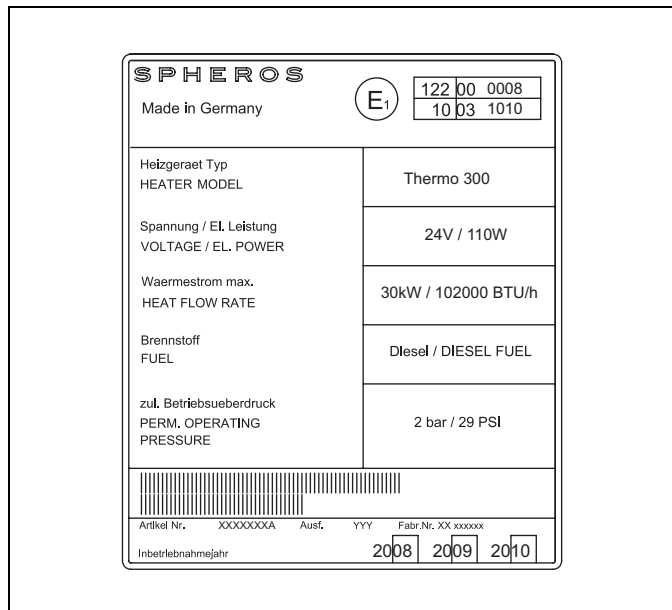 SPHEROS
Made in Germany
E1
122 00 0008
10 03 1010
Heizgeraet Typ
HEATER MODEL
Thermo 300
Spannung / El. Leistung
VOLTAGE / EL. POWER
24V / 110W
Waermestrom max.
HEAT FLOW RATE
30kW / 102000 BTU/h
Brennstoff
FUEL
Diesel / DIESEL FUEL
zul. Betriebsueberdruck
PERM. OPERATING
PRESSURE
2 bar / 29 PSI
Artikel Nr. XXXXXXXA Ausf. YYY Fabr.Nr. XX xxxxxx
Inbetriebnahmejahr 2008 2009 2010